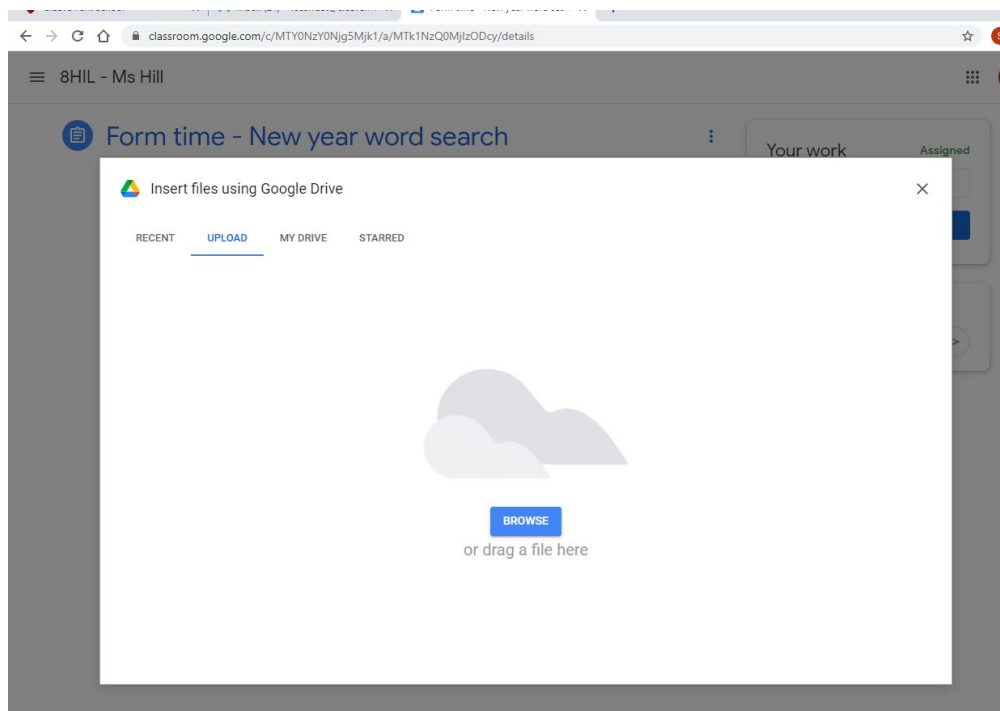 classroom.google.com/c/MTY0NzY0Njg5Mjk1/a/MTk1NzQ0MjIzODcy/details
8HIL - Ms Hill
Form time - New year word search
Your work
Assigned
Insert files using Google Drive
RECENT
UPLOAD
MY DRIVE
STARRED
BROWSE
or drag a file here